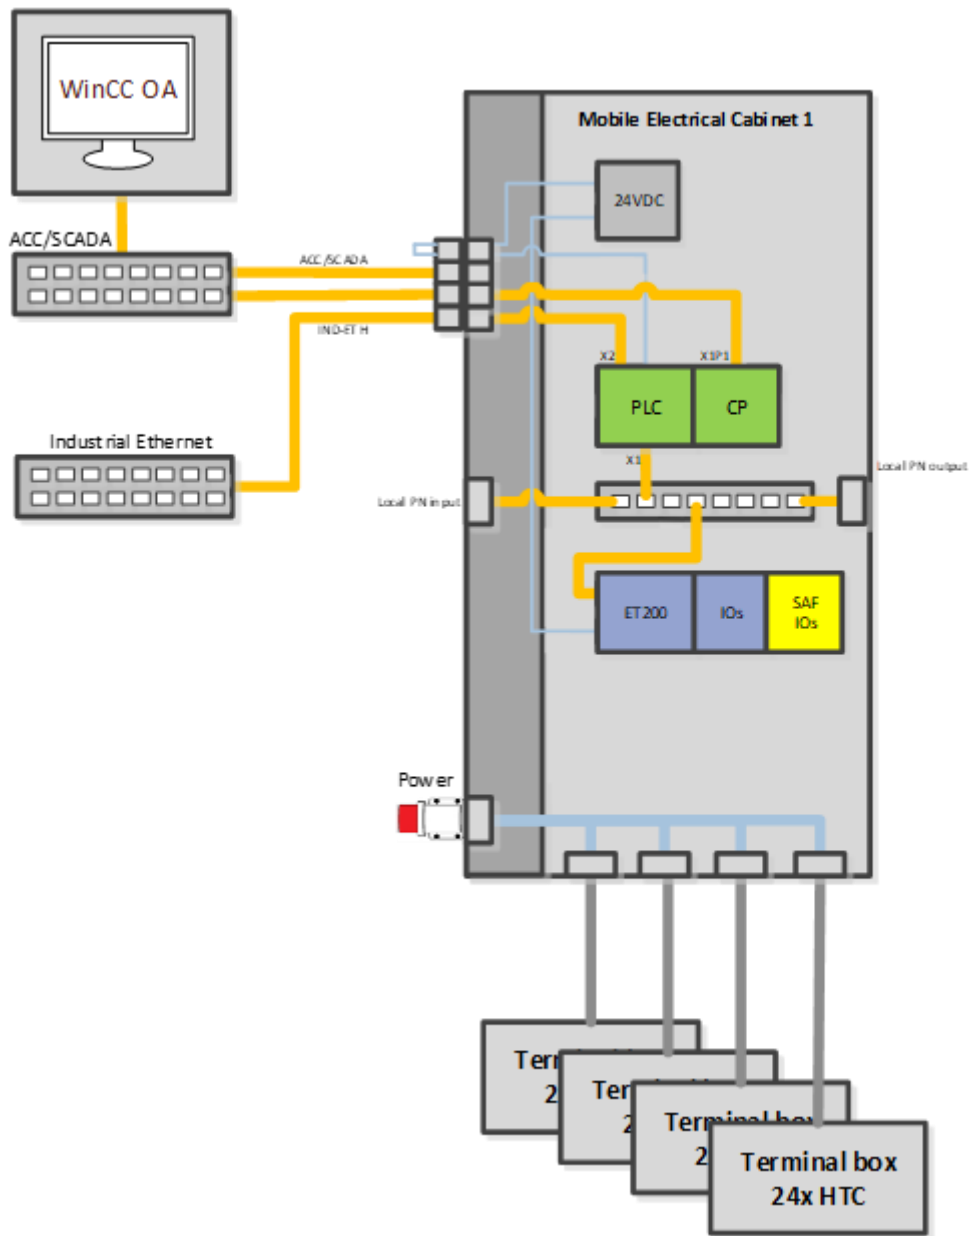 WinCC OA
Mobile Electrical Cabinet 1
24VDC
ACC/SCADA
ACC/SCADA
IND-ETH
X2
X1P1
PLC
CP
Industrial Ethernet
X1
Local PN output
Local PN input
ET200
IOs
SAF
IOs
Power
Terminal box
24x HTC